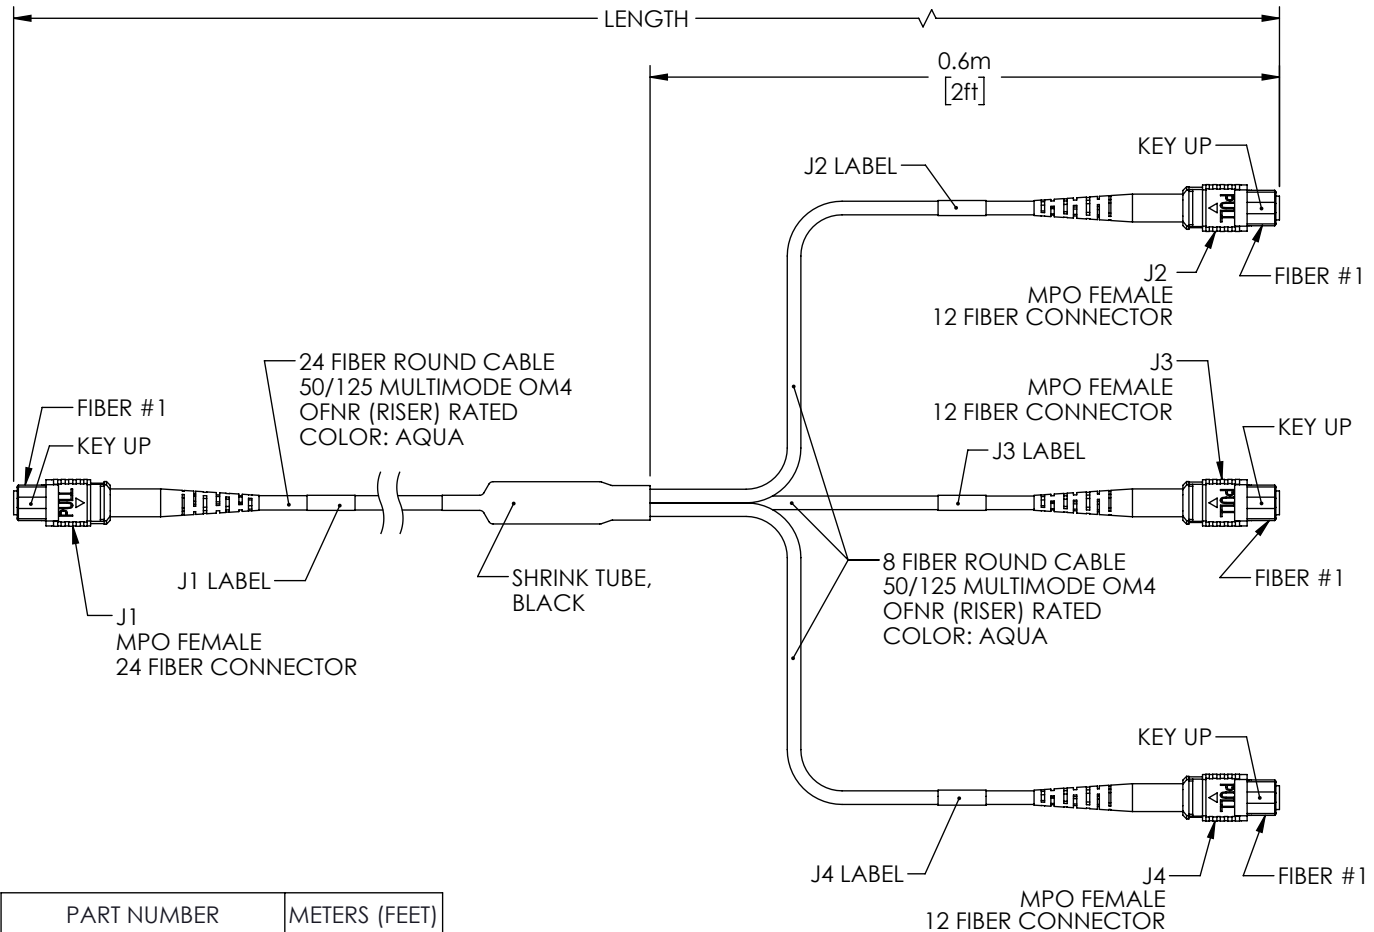 LENGTH
0.6m
[2ft]
KEY UP
J2 LABEL
PULL
J2
MPO FEMALE
12 FIBER CONNECTOR
FIBER #1
24 FIBER ROUND CABLE
50/125 MULTIMODE OM4
OFNR (RISER) RATED
COLOR: AQUA
J3
MPO FEMALE
12 FIBER CONNECTOR
FIBER #1
KEY UP
KEY UP
J3 LABEL
PULL
PULL
J1 LABEL
SHRINK TUBE,
BLACK
8 FIBER ROUND CABLE
50/125 MULTIMODE OM4
OFNR (RISER) RATED
COLOR: AQUA
FIBER #1
J1
MPO FEMALE
24 FIBER CONNECTOR
KEY UP
PULL
J4 LABEL
J4
MPO FEMALE
12 FIBER CONNECTOR
FIBER #1
PART NUMBER
METERS (FEET)